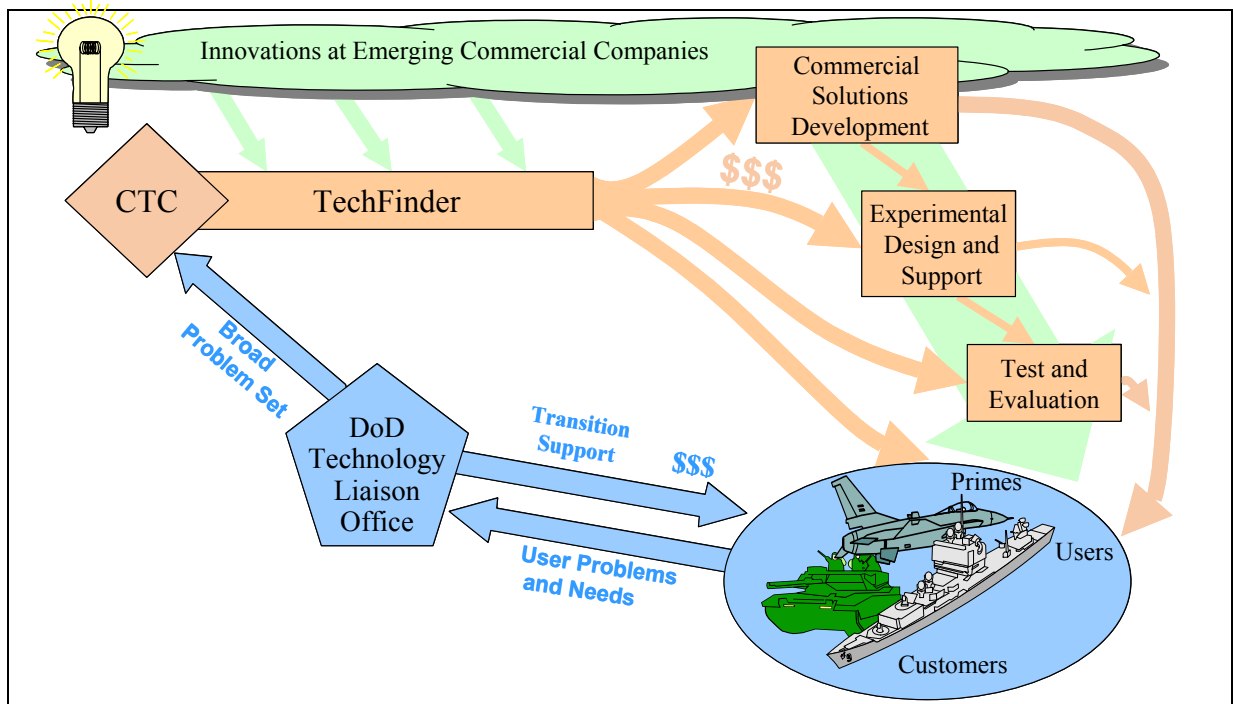 Innovations at Emerging Commercial Companies
Commercial
Solutions
Development
$$$
CTC
TechFinder
Experimental
Design and
Support
Broad
Problem Set
Test and
Evaluation
DoD
Technology
Liaison
Office
Transition
Support
$$$
User Problems
and Needs
Primes
Users
Customers